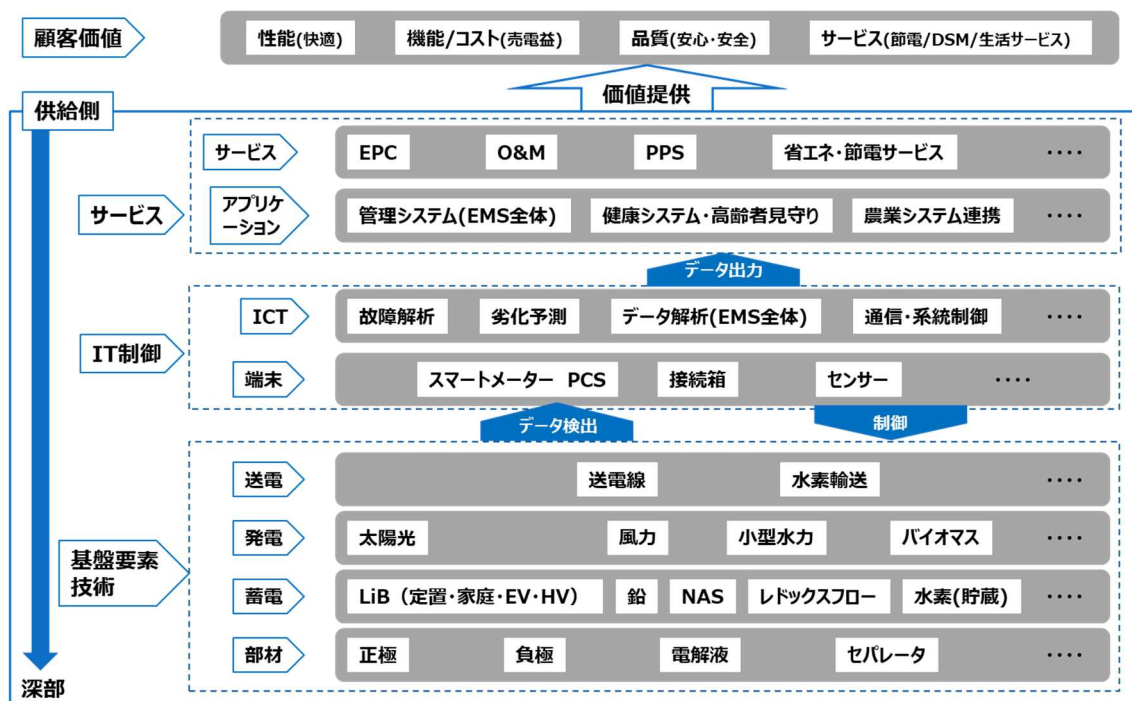 顧客価値
性能(快適) 機能/コスト(売電益) 品質(安心・安全) サービス(節電/DSM/生活サービス)
価値提供
供給側
サービス
サービス EPC O&M PPS 省エネ・節電サービス ････
アプリケ
ーション
管理システム(EMS全体) 健康システム・高齢者見守り 農業システム連携 ････
データ出力
IT制御
ICT 故障解析 劣化予測 データ解析(EMS全体) 通信・系統制御 ････
端末 スマートメーター PCS 接続箱 センサー ････
データ検出 制御
基盤要素
技術
送電 送電線 水素輸送 ････
発電 太陽光 風力 小型水力 バイオマス ････
蓄電 LiB（定置・家庭・EV・HV） 鉛 NAS レドックスフロー 水素(貯蔵) ････
部材 正極 負極 電解液 セパレータ ････
深部